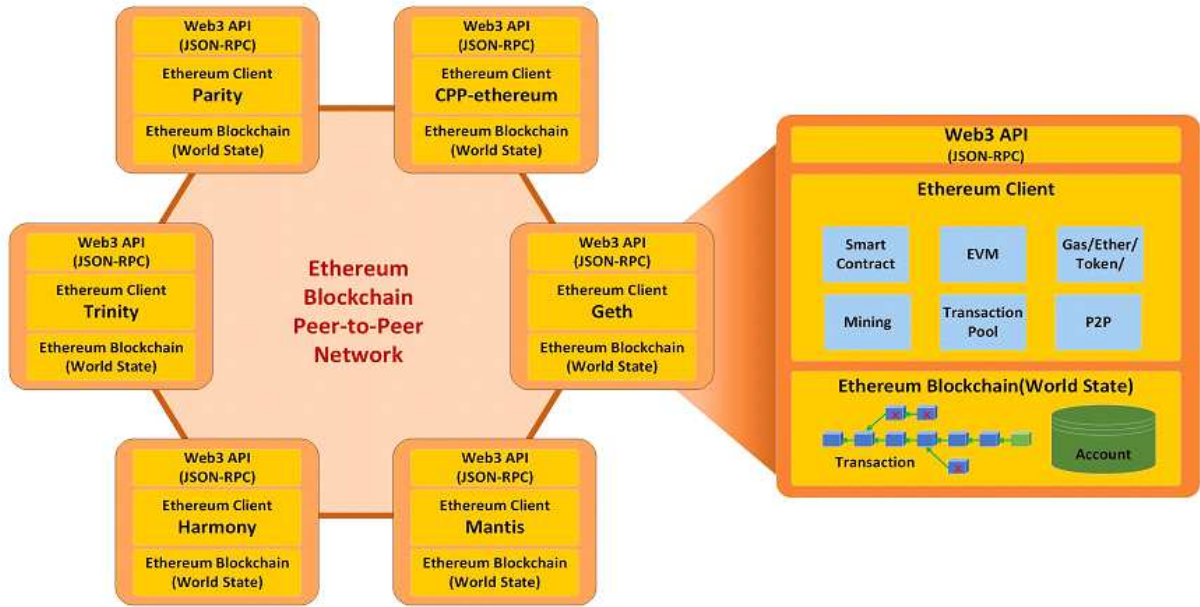 Web3 API
(JSON-RPC)
Ethereum Client
Parity
Ethereum Blockchain
(World State)
Web3 API
(JSON-RPC)
Ethereum Client
CPP-ethereum
Ethereum Blockchain
(World State)
Web3 API
(JSON-RPC)
Ethereum Client
Trinity
Ethereum Blockchain
(World State)
Ethereum
Blockchain
Peer-to-Peer
Network
Web3 API
(JSON-RPC)
Ethereum Client
Geth
Ethereum Blockchain
(World State)
Web3 API
(JSON-RPC)
Ethereum Client
Harmony
Ethereum Blockchain
(World State)
Web3 API
(JSON-RPC)
Ethereum Client
Mantis
Ethereum Blockchain
(World State)
Web3 API
(JSON-RPC)
Ethereum Client
Smart
Contract
EVM
Gas/Ether/
Token/
Mining
Transaction
Pool
P2P
Ethereum Blockchain(World State)
X X
X
Transaction
Account